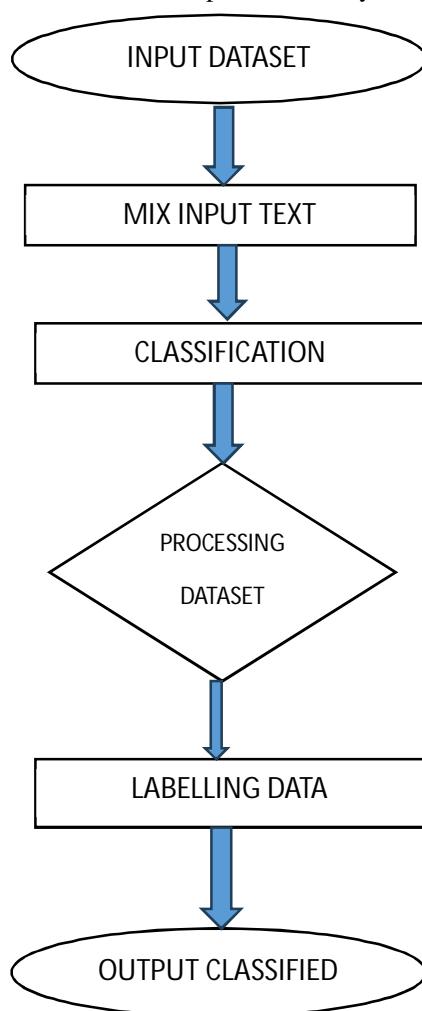 INPUT DATASET
MIX INPUT TEXT
CLASSIFICATION
PROCESSING
DATASET
LABELLING DATA
OUTPUT CLASSIFIED